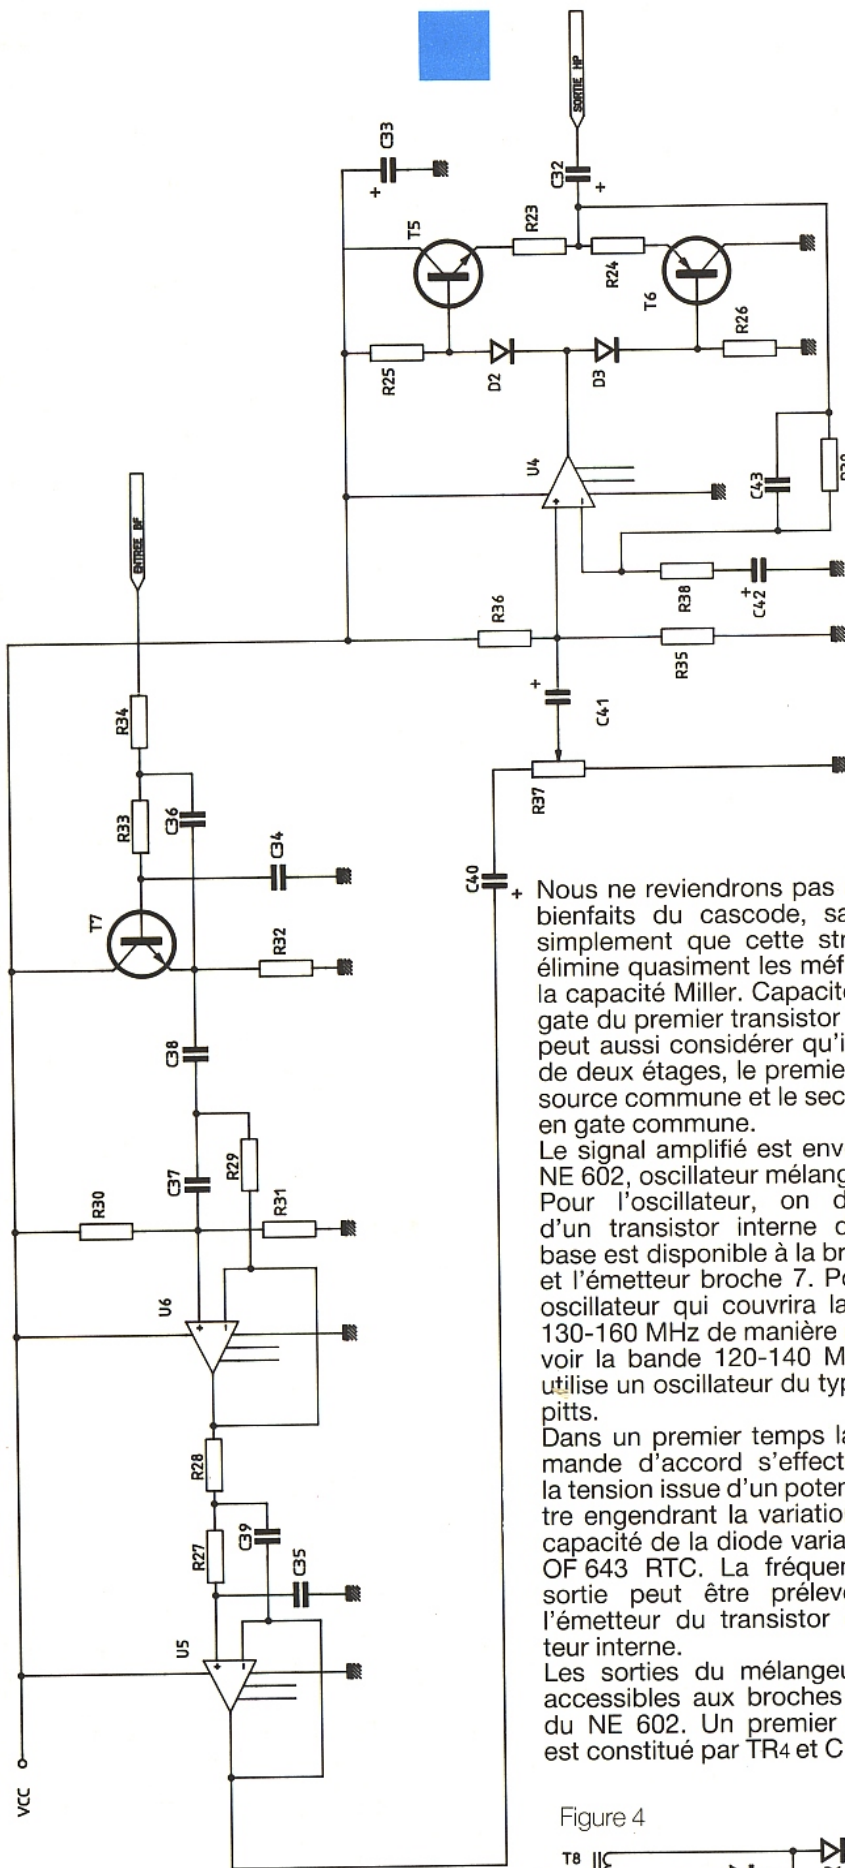 SORTIE HP
C33
C32
T5
R23
R24
T6
R25
D2
D3
R26
ENTREE BF
U4
C43
R36
R38
C42
R35
C41
R34
R33
C36
R37
C34
C40
T7
R32
C38
R29
C37
R30
R31
U6
R28
R27
C39
C35
U5
VCC
Nous ne reviendrons pas
bienfaits du cascode, sa
simplement que cette str
élimine quasiment les méf
la capacité Miller. Capacit
gate du premier transistor
peut aussi considérer qu'i
de deux étages, le premie
source commune et le sec
en gate commune.
Le signal amplifié est env
NE 602, oscillateur mélang
Pour l'oscillateur, on d
d'un transistor interne d
base est disponible à la br
et l'émetteur broche 7. Po
oscillateur qui couvrira la
130-160 MHz de manière
voir la bande 120-140 M
utilise un oscillateur du typ
pitts.
Dans un premier temps la
mande d'accord s'effect
la tension issue d'un poten
tre engendrant la variatio
capacité de la diode varia
OF 643 RTC. La fréquen
sortie peut être préleve
l'émetteur du transistor
teur interne.
Les sorties du mélangeu
accessibles aux broches
du NE 602. Un premier
est constitué par TR4 et C
Figure 4
T8